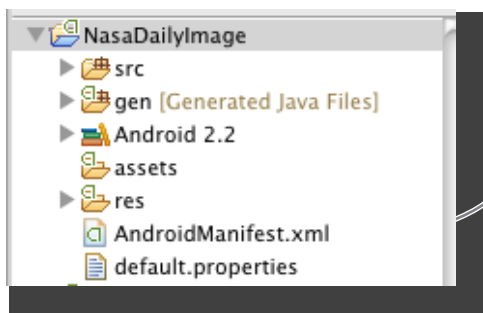 NasaDailyImage
src
gen [Generated Java Files]
Android 2.2
assets
res
AndroidManifest.xml
default.properties